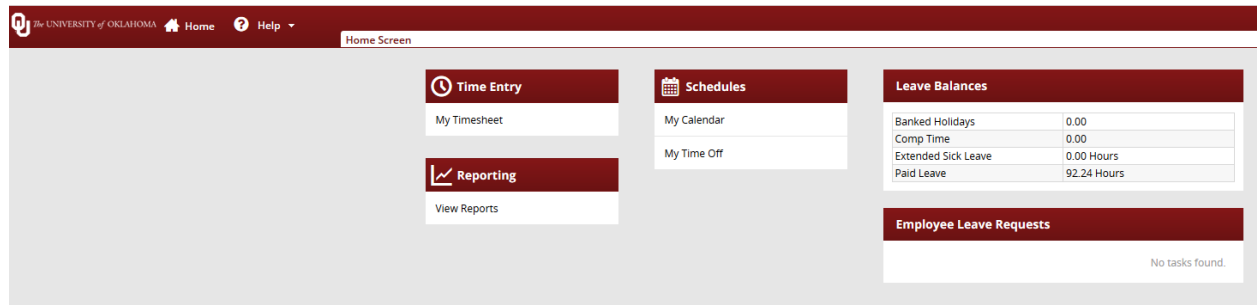 The UNIVERSITY of OKLAHOMA Home Help
Home Screen
Time Entry
My Timesheet
Reporting
View Reports
Schedules
My Calendar
My Time Off
Leave Balances
Banked Holidays 0.00
Comp Time 0.00
Extended Sick Leave 0.00 Hours
Paid Leave 92.24 Hours
Employee Leave Requests
No tasks found.